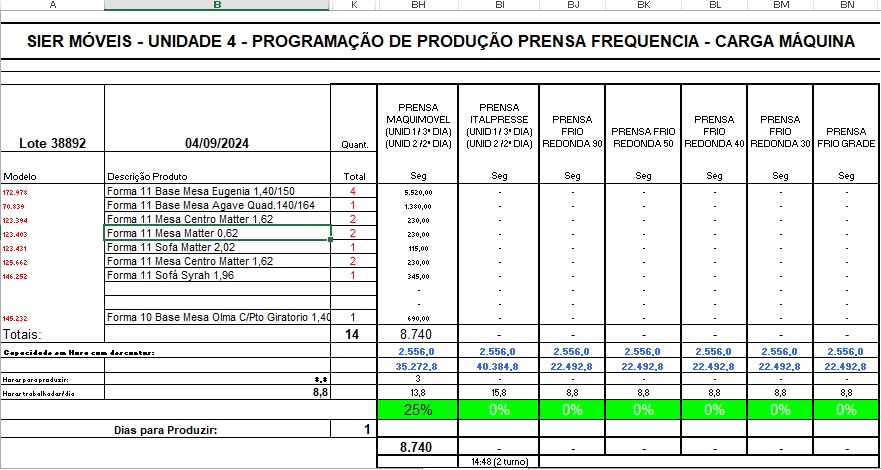 A B K BH BI BJ BK BL BM BN
SIER MÓVEIS - UNIDADE 4 - PROGRAMAÇÃO DE PRODUÇÃO PRENSA FREQUENCIA - CARGA MÁQUINA
Lote 38892 04/09/2024 Quant. PRENSA MAQUIMOVEL (UNID 1 / 3ª DIA) (UNID 2 /2ª DIA) PRENSA ITALPRESSE (UNID 1 / 3ª DIA) (UNID 2 /2ª DIA) PRENSA FRIO REDONDA 90 PRENSA FRIO REDONDA 50 PRENSA FRIO REDONDA 40 PRENSA FRIO REDONDA 30 PRENSA FRIO GRADE
Modelo Descrição Produto Total Seg Seg Seg Seg Seg Seg Seg
172.978 Forma 11 Base Mesa Eugenia 1,40/150 4 5.520,00 - - - - - -
70.839 Forma 11 Base Mesa Agave Quad.140/164 1 1.380,00 - - - - - -
123.394 Forma 11 Mesa Centro Matter 1,62 2 230,00 - - - - - -
123.403 Forma 11 Mesa Matter 0,62 2 230,00 - - - - - -
123.431 Forma 11 Sofa Matter 2,02 1 115,00 - - - - - -
125.662 Forma 11 Mesa Centro Matter 1,62 2 230,00 - - - - - -
146.252 Forma 11 Sofá Syrah 1,96 1 345,00 - - - - - -
- - - - - - -
- - - - - - -
145.232 Forma 10 Base Mesa Olma C/Pto Giratorio 1,40 1 690,00 - - - - - -
Totais: 14 8.740 - - - - - -
Capacidade em Hora com descontos: 2.556,0 2.556,0 2.556,0 2.556,0 2.556,0 2.556,0 2.556,0
35.272,8 40.384,8 22.492,8 22.492,8 22.492,8 22.492,8 22.492,8
Horas para produzir: 8,8 3 - - - - - -
Horas trabalhadas/dia 8,8 13,8 15,8 8,8 8,8 8,8 8,8 8,8
25% 0% 0% 0% 0% 0% 0%
Dias para Produzir: 1
8.740 - - - - - -
14:48 (2 turno)